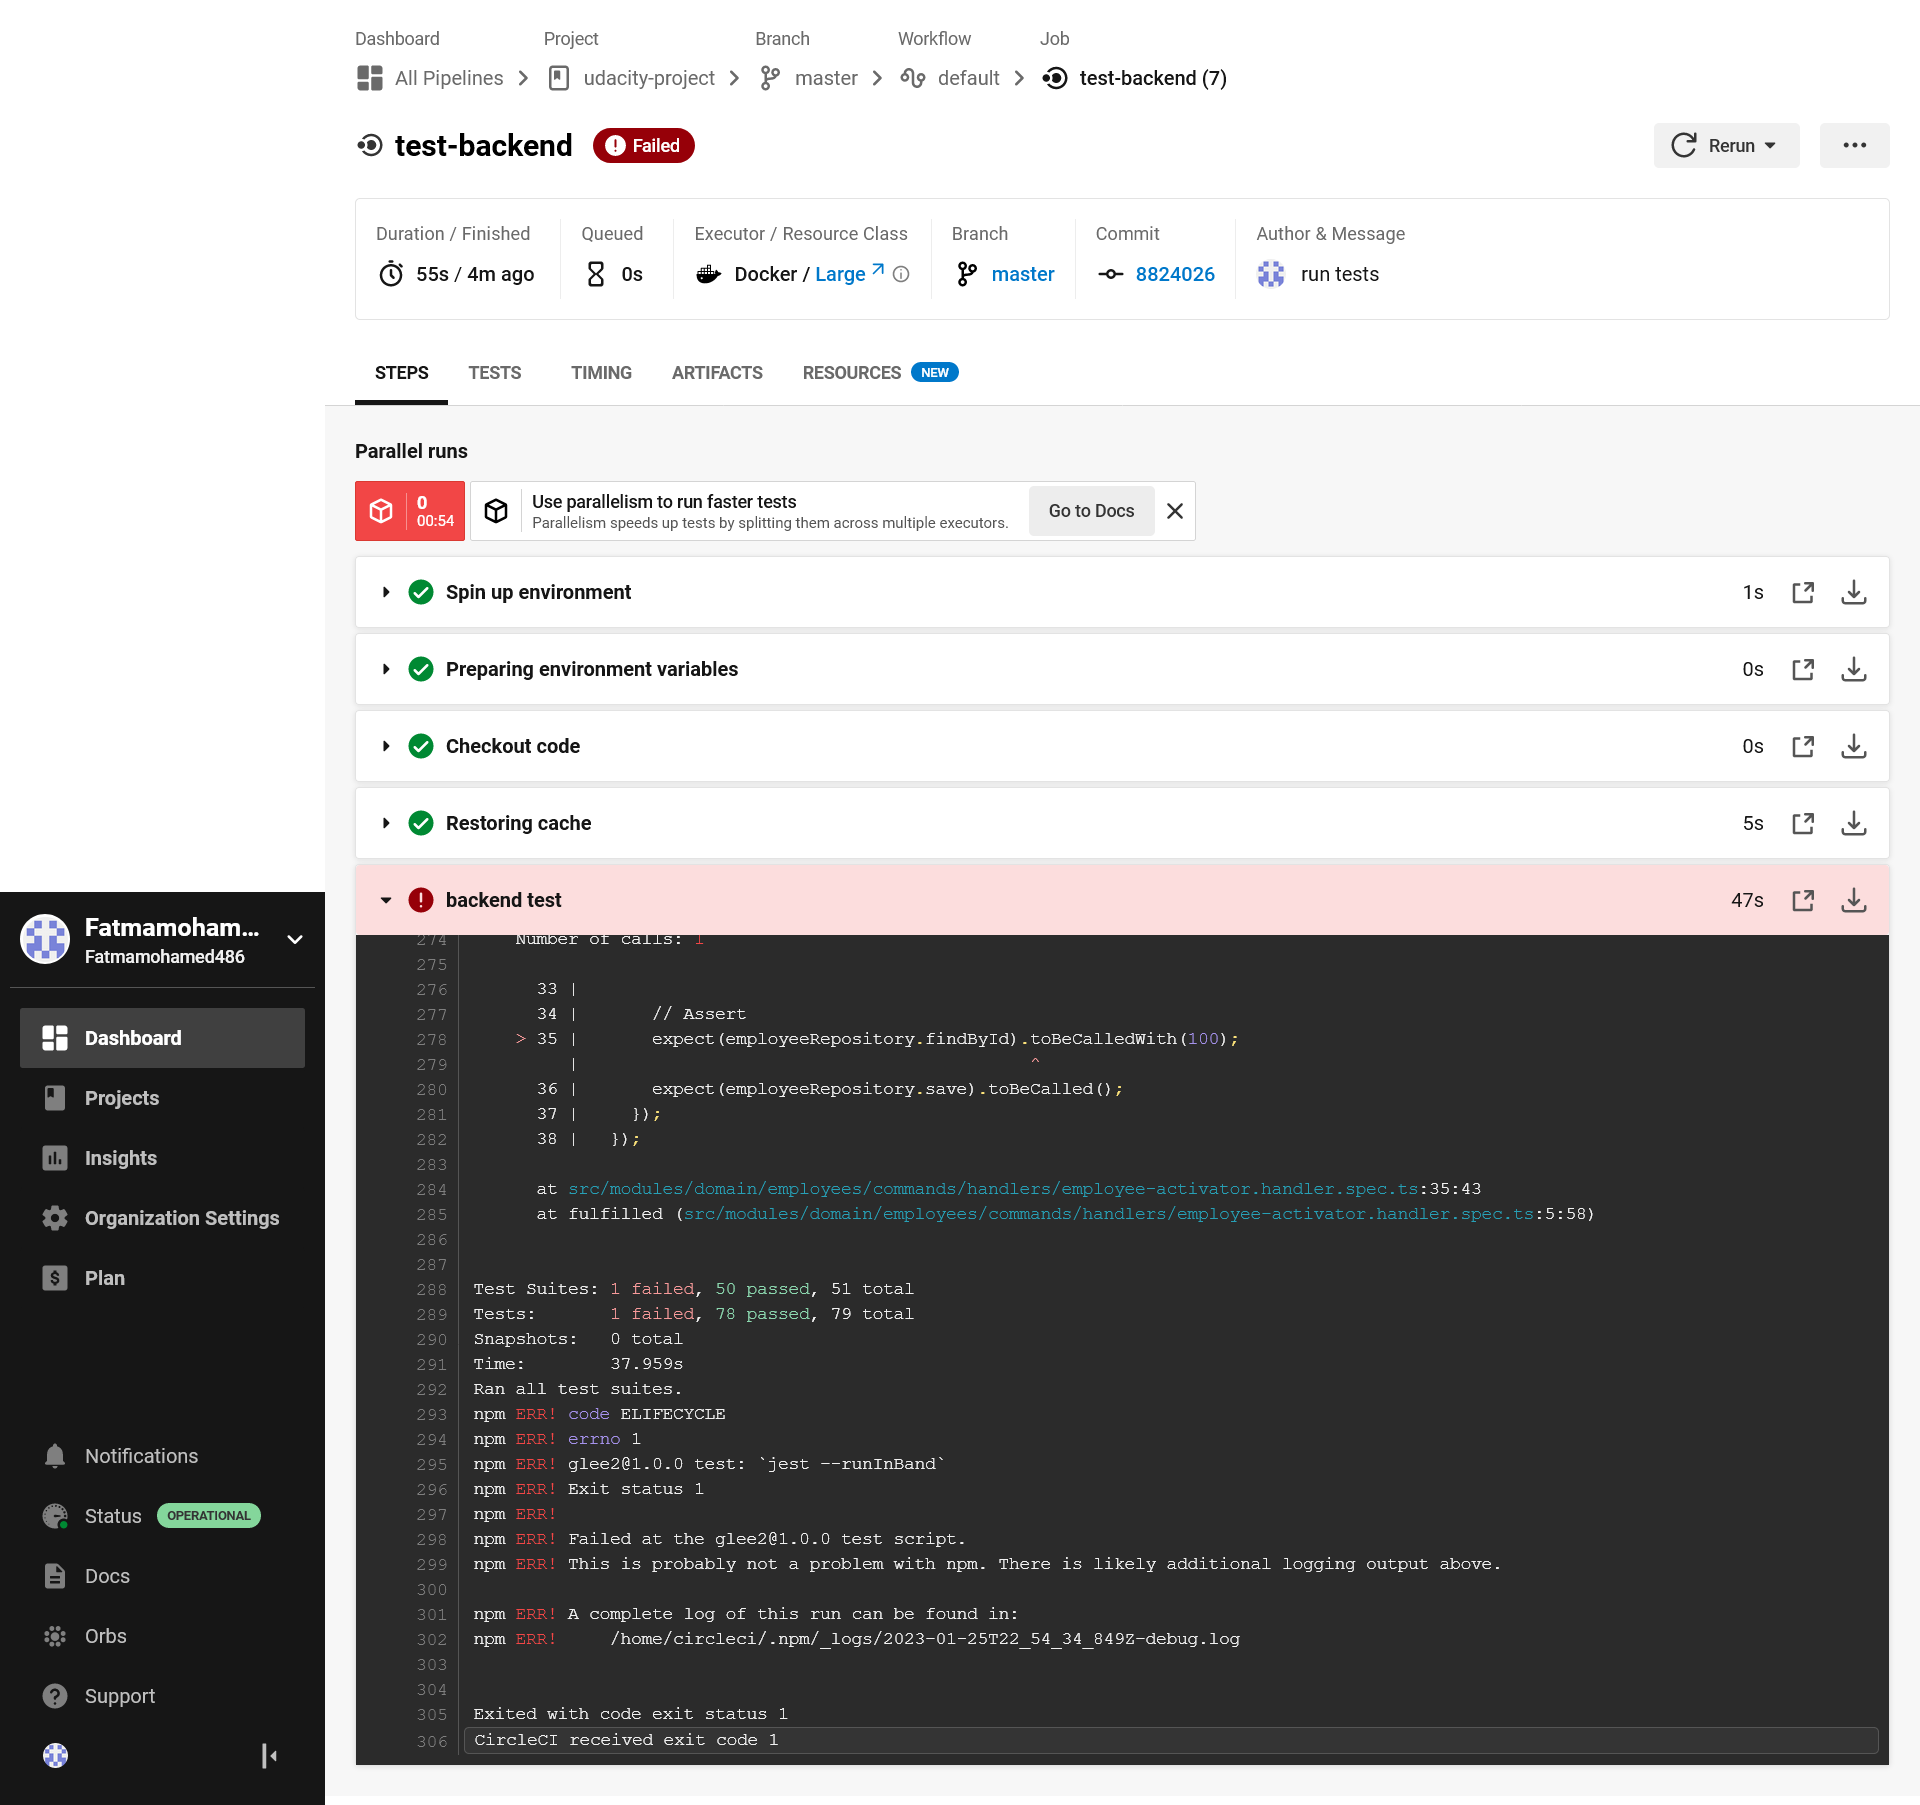 Dashboard Project Branch Workflow Job
All Pipelines udacity-project master default test-backend (7)
test-backend Failed
Rerun
Duration / Finished Queued Executor / Resource Class Branch Commit Author & Message
55s / 4m ago 0s Docker / Large master 8824026 run tests
STEPS TESTS TIMING ARTIFACTS RESOURCES NEW
Parallel runs
0
00:54
Use parallelism to run faster tests
Parallelism speeds up tests by splitting them across multiple executors.
Go to Docs
Spin up environment 1s
Preparing environment variables 0s
Checkout code 0s
Restoring cache 5s
backend test 47s
274 Number of calls: 1
275
276 33 |
277 34 | // Assert
278 > 35 | expect(employeeRepository.findById).toBeCalledWith(100);
279 | ^
280 36 | expect(employeeRepository.save).toBeCalled();
281 37 | });
282 38 | });
283
284 at src/modules/domain/employees/commands/handlers/employee-activator.handler.spec.ts:35:43
285 at fulfilled (src/modules/domain/employees/commands/handlers/employee-activator.handler.spec.ts:5:58)
286
287
288 Test Suites: 1 failed, 50 passed, 51 total
289 Tests: 1 failed, 78 passed, 79 total
290 Snapshots: 0 total
291 Time: 37.959s
292 Ran all test suites.
293 npm ERR! code ELIFECYCLE
294 npm ERR! errno 1
295 npm ERR! glee2@1.0.0 test: `jest --runInBand`
296 npm ERR! Exit status 1
297 npm ERR!
298 npm ERR! Failed at the glee2@1.0.0 test script.
299 npm ERR! This is probably not a problem with npm. There is likely additional logging output above.
300
301 npm ERR! A complete log of this run can be found in:
302 npm ERR! /home/circleci/.npm/_logs/2023-01-25T22_54_34_849Z-debug.log
303
304
305 Exited with code exit status 1
306 CircleCI received exit code 1
Fatmamoham...
Fatmamohamed486
Dashboard
Projects
Insights
Organization Settings
Plan
Notifications
Status OPERATIONAL
Docs
Orbs
Support